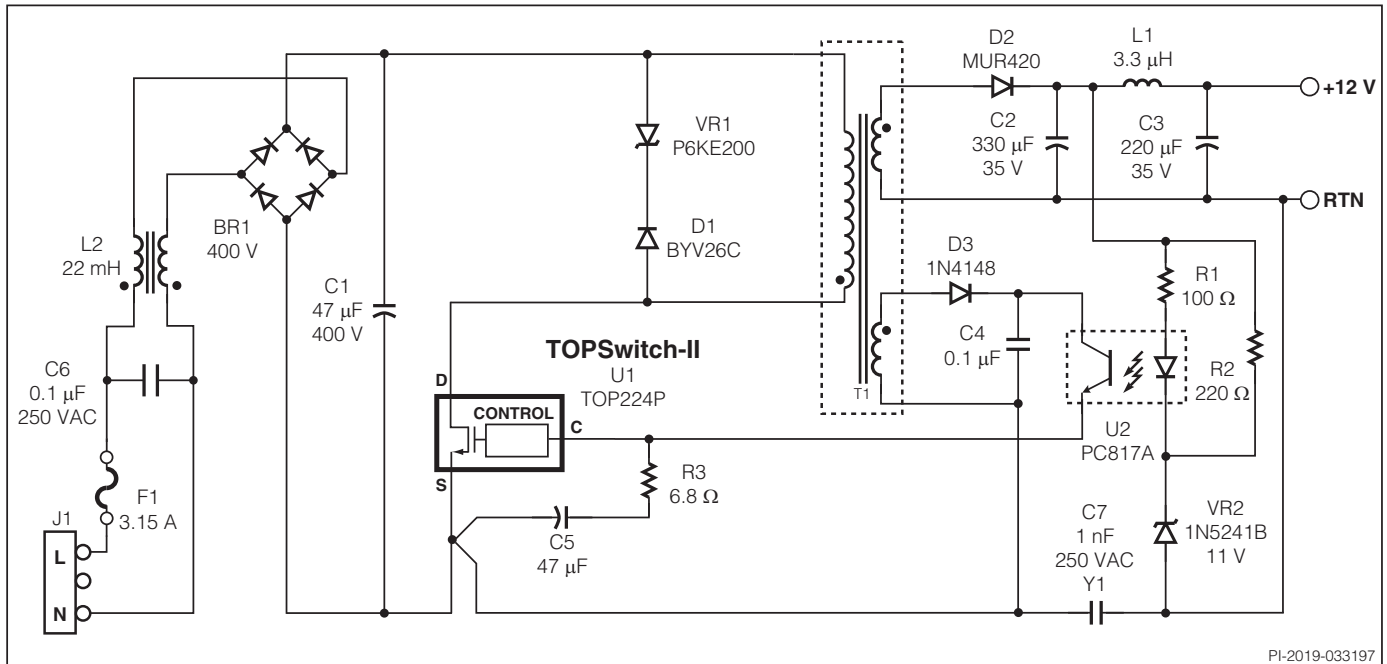 D2
MUR420
L1
3.3 µH
+12 V
VR1
P6KE200
C2
330 µF
35 V
C3
220 µF
35 V
RTN
BR1
400 V
D1
BYV26C
L2
22 mH
D3
1N4148
R1
100 Ω
C1
47 µF
400 V
TOPSwitch-II
U1
TOP224P
C4
0.1 µF
R2
220 Ω
T1
C6
0.1 µF
250 VAC
D
CONTROL
C
S
U2
PC817A
R3
6.8 Ω
F1
3.15 A
J1
L
N
C5
47 µF
C7
1 nF
250 VAC
Y1
VR2
1N5241B
11 V
PI-2019-033197